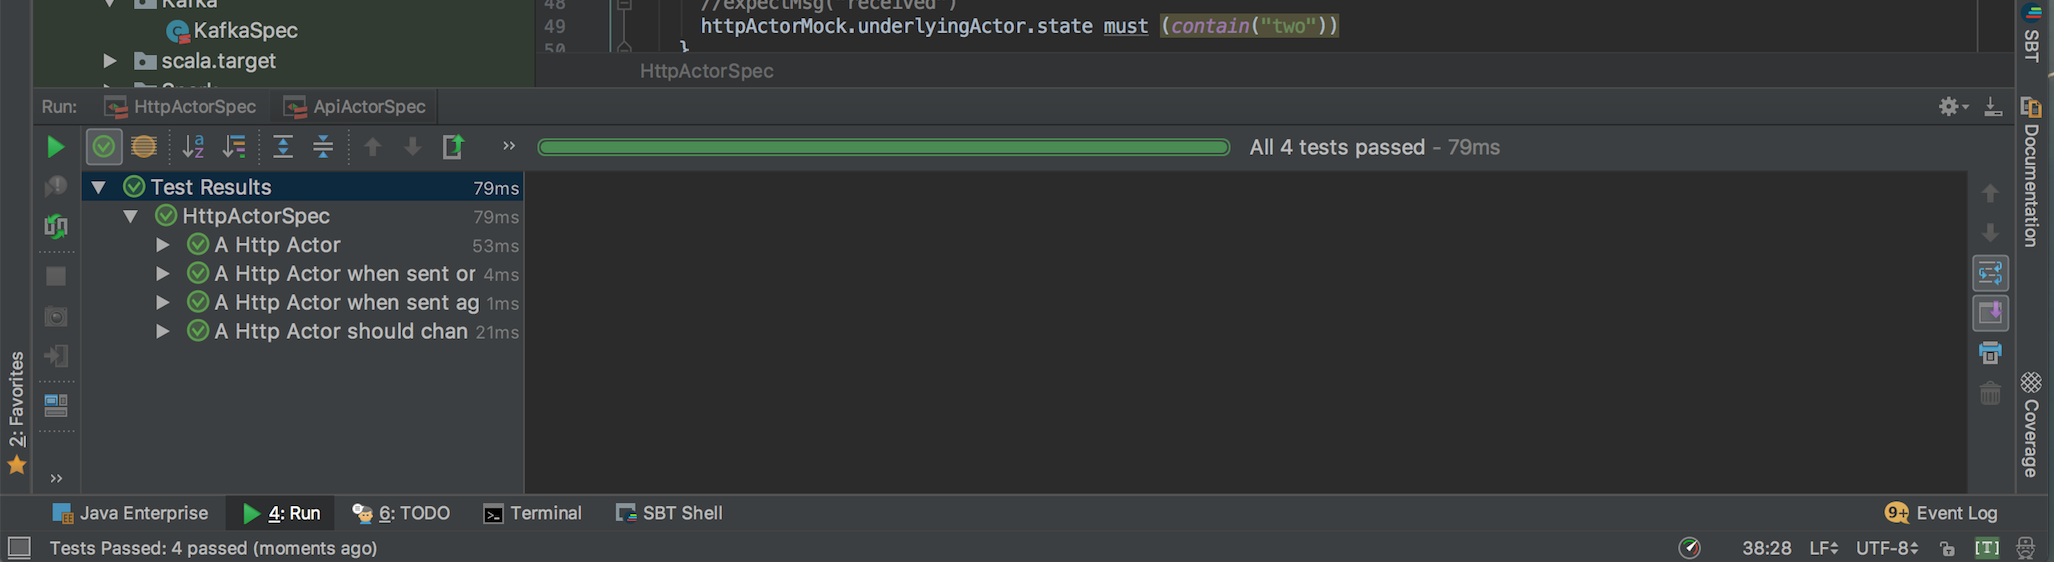 Kafka
48 //expectMsg("received")
KafkaSpec
49 httpActorMock.underlyingActor.state must (contain("two"))
50 }
scala.target
HttpActorSpec
Run: HttpActorSpec ApiActorSpec
All 4 tests passed – 79ms
Test Results 79ms
HttpActorSpec 79ms
A Http Actor 53ms
A Http Actor when sent or 4ms
A Http Actor when sent ag 1ms
A Http Actor should chan 21ms
2: Favorites
SBT
Documentation
Coverage
Java Enterprise 4: Run 6: TODO Terminal SBT Shell 9+ Event Log
Tests Passed: 4 passed (moments ago) 38:28 LF UTF-8 [T]